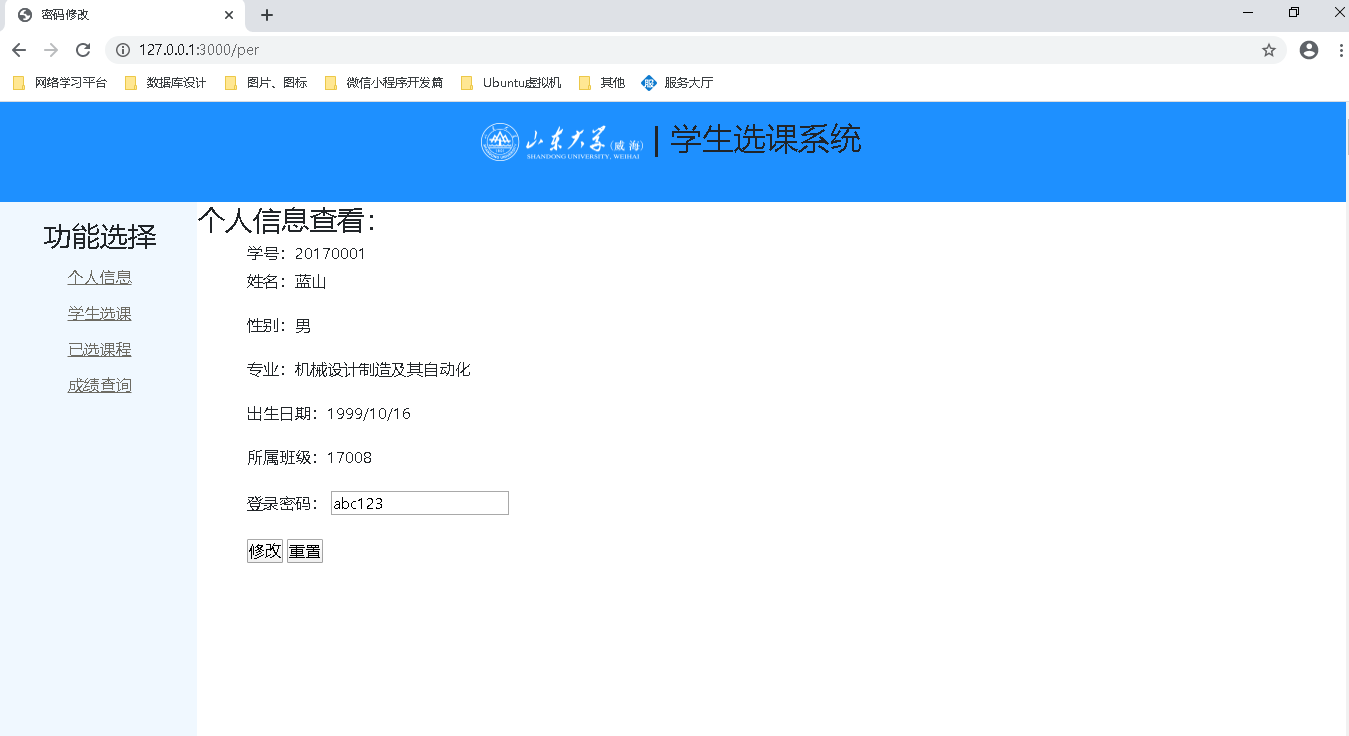 密码修改
127.0.0.1:3000/per
网络学习平台 数据库设计 图片、图标 微信小程序开发篇 Ubuntu虚拟机 其他 服务大厅
山东大学(威海) | 学生选课系统
SHANDONG UNIVERSITY, WEIHAI
功能选择
个人信息
学生选课
已选课程
成绩查询
个人信息查看:
学号：20170001
姓名：蓝山
性别：男
专业：机械设计制造及其自动化
出生日期：1999/10/16
所属班级：17008
登录密码： abc123
修改 重置